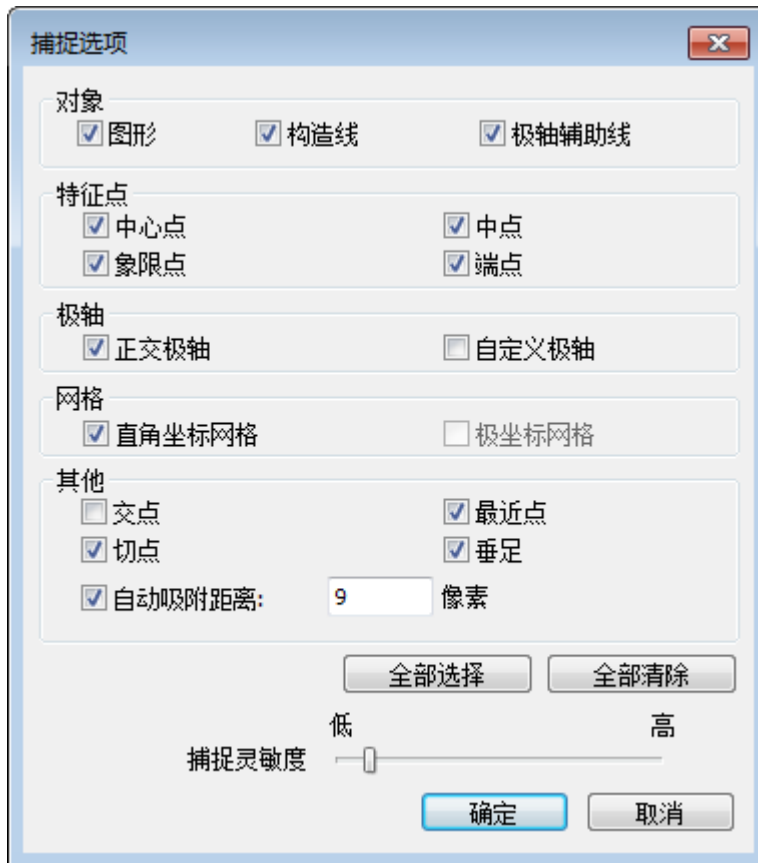 捕捉选项
对象
图形 构造线 极轴辅助线
特征点
中心点 中点
象限点 端点
极轴
正交极轴 自定义极轴
网格
直角坐标网格 极坐标网格
其他
交点 最近点
切点 垂足
自动吸附距离: 9 像素
全部选择 全部清除
低 高
捕捉灵敏度
确定 取消